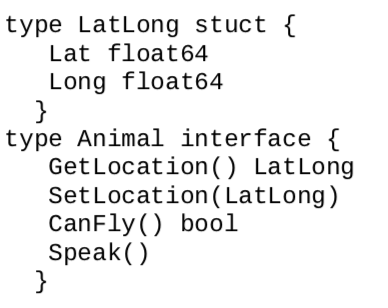 type LatLong stuct {
   Lat float64
   Long float64
  }
type Animal interface {
   GetLocation() LatLong
   SetLocation(LatLong)
   CanFly() bool
   Speak()
  }